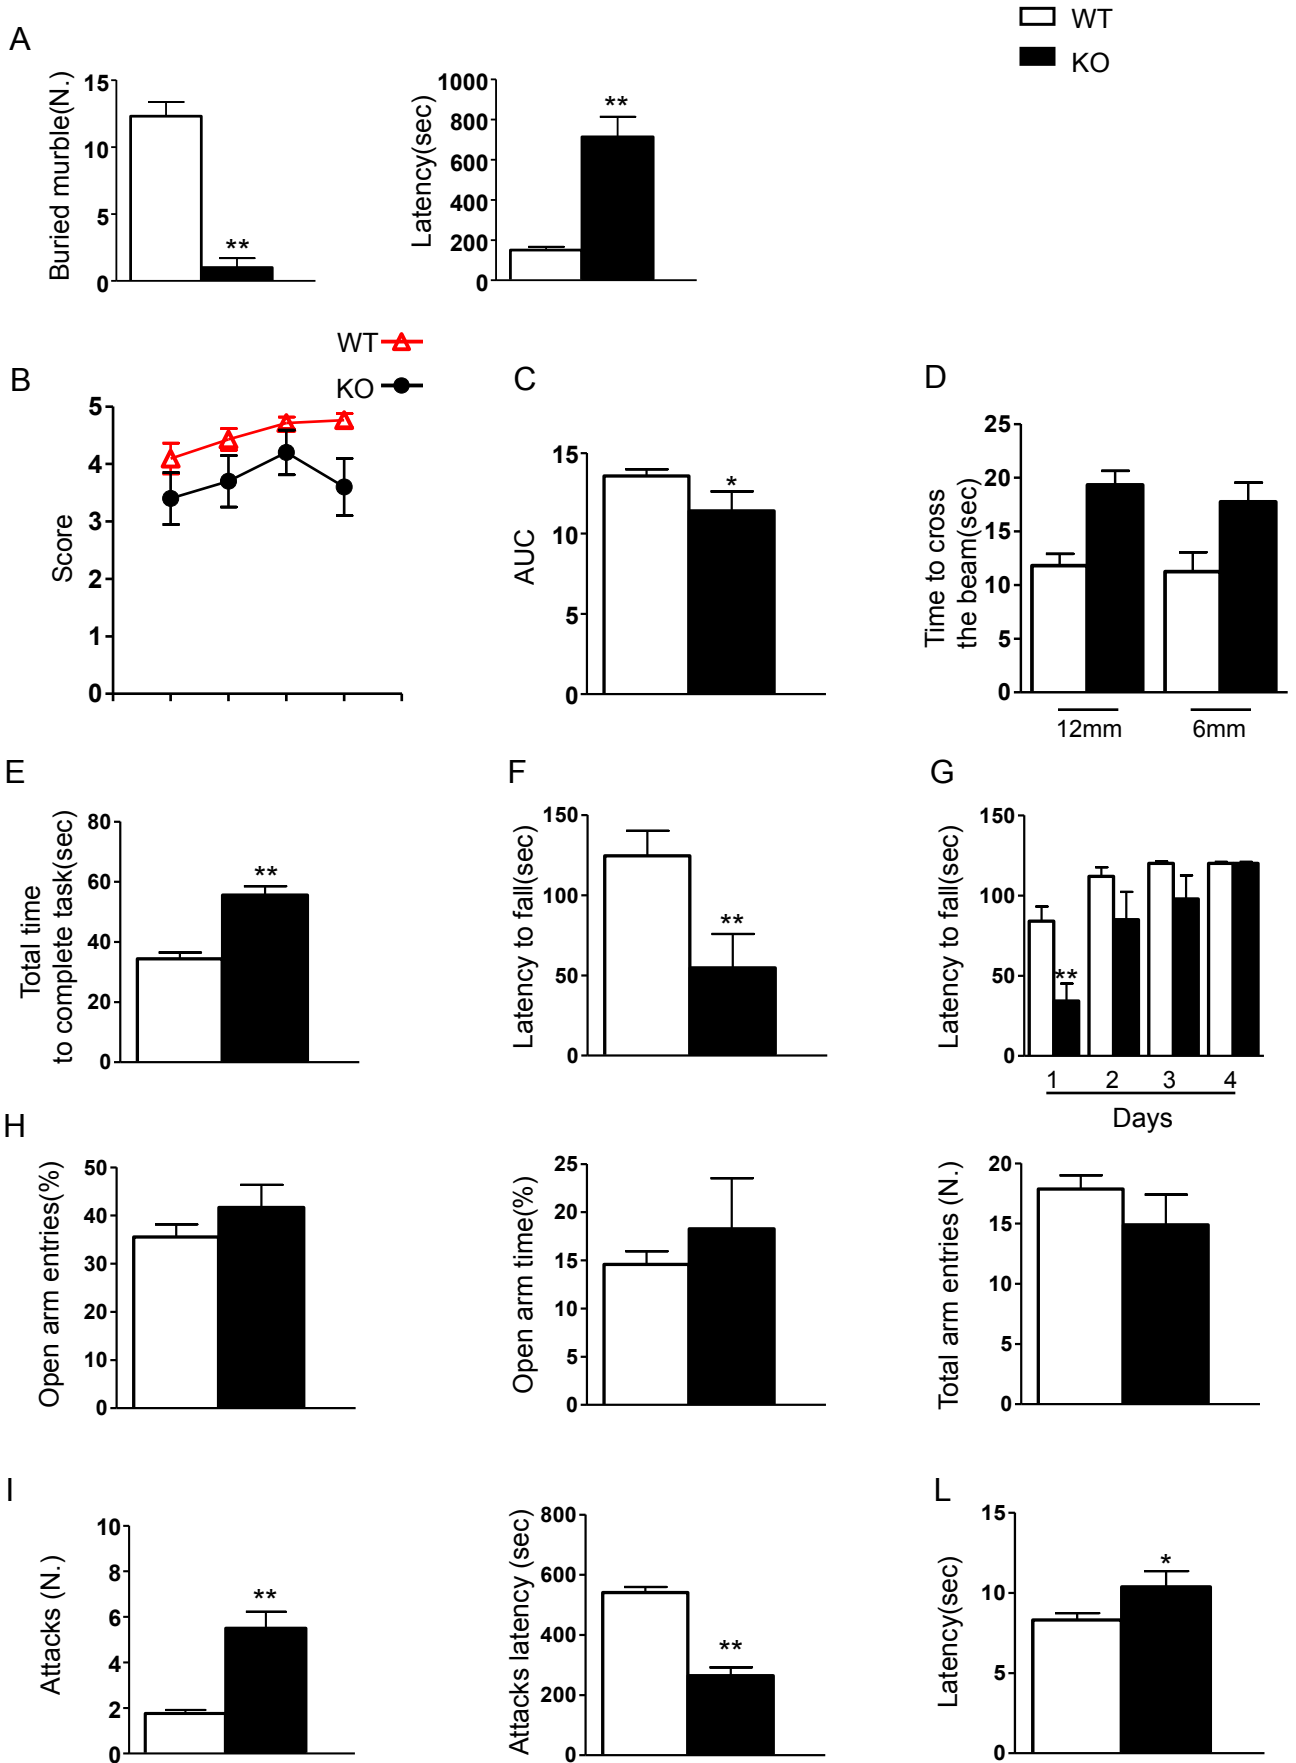 WT
KO
A
Buried murble(N.)
15
10
5
0
**
Latency(sec)
1000
800
600
400
200
0
**
WT
KO
B
Score
5
4
3
2
1
0
C
AUC
15
10
5
0
*
D
Time to cross
the beam(sec)
25
20
15
10
5
0
12mm
6mm
E
Total time
to complete task(sec)
80
60
40
20
0
**
F
Latency to fall(sec)
150
100
50
0
**
G
Latency to fall(sec)
150
100
50
0
**
1 2 3 4
Days
H
Open arm entries(%)
50
40
30
20
10
0
Open arm time(%)
25
20
15
10
5
0
Total arm entries (N.)
20
15
10
5
0
I
Attacks (N.)
10
8
6
4
2
0
**
Attacks latency (sec)
800
600
400
200
0
**
L
Latency(sec)
15
10
5
0
*